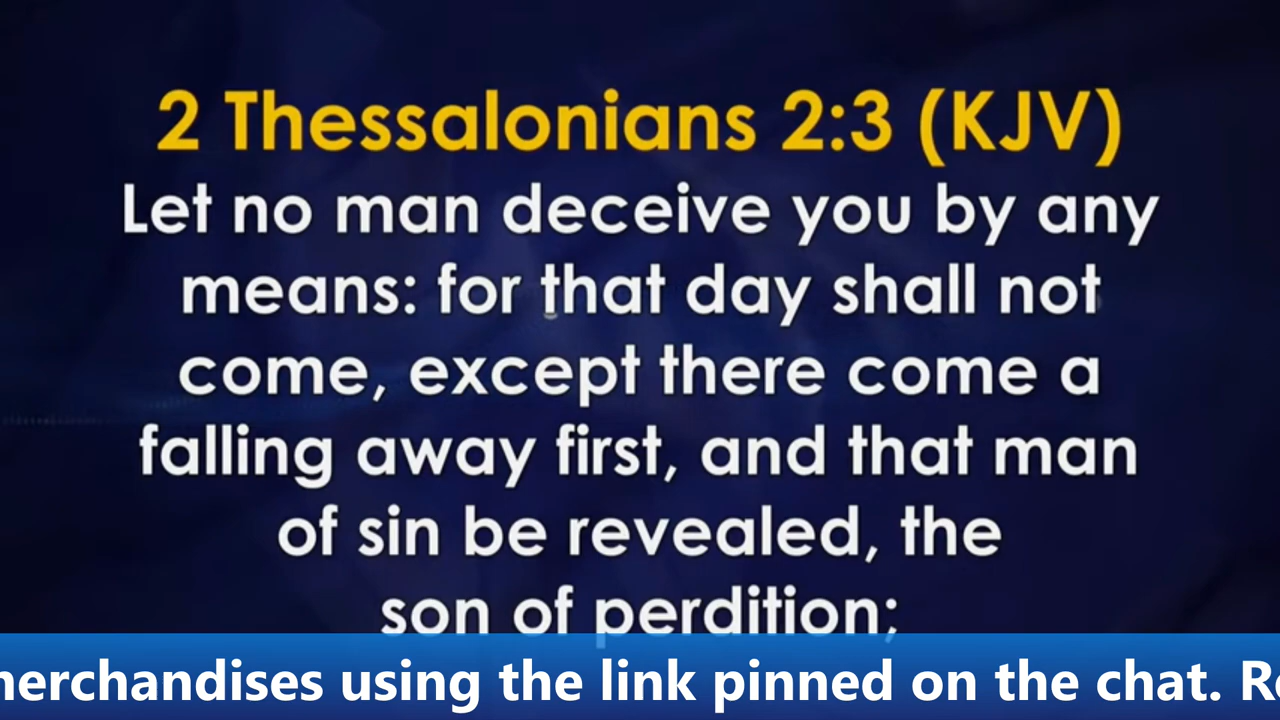 2 Thessalonians 2:3 (KJV)
Let no man deceive you by any
means: for that day shall not
come, except there come a
falling away first, and that man
of sin be revealed, the
son of perdition;
merchandises using the link pinned on the chat.